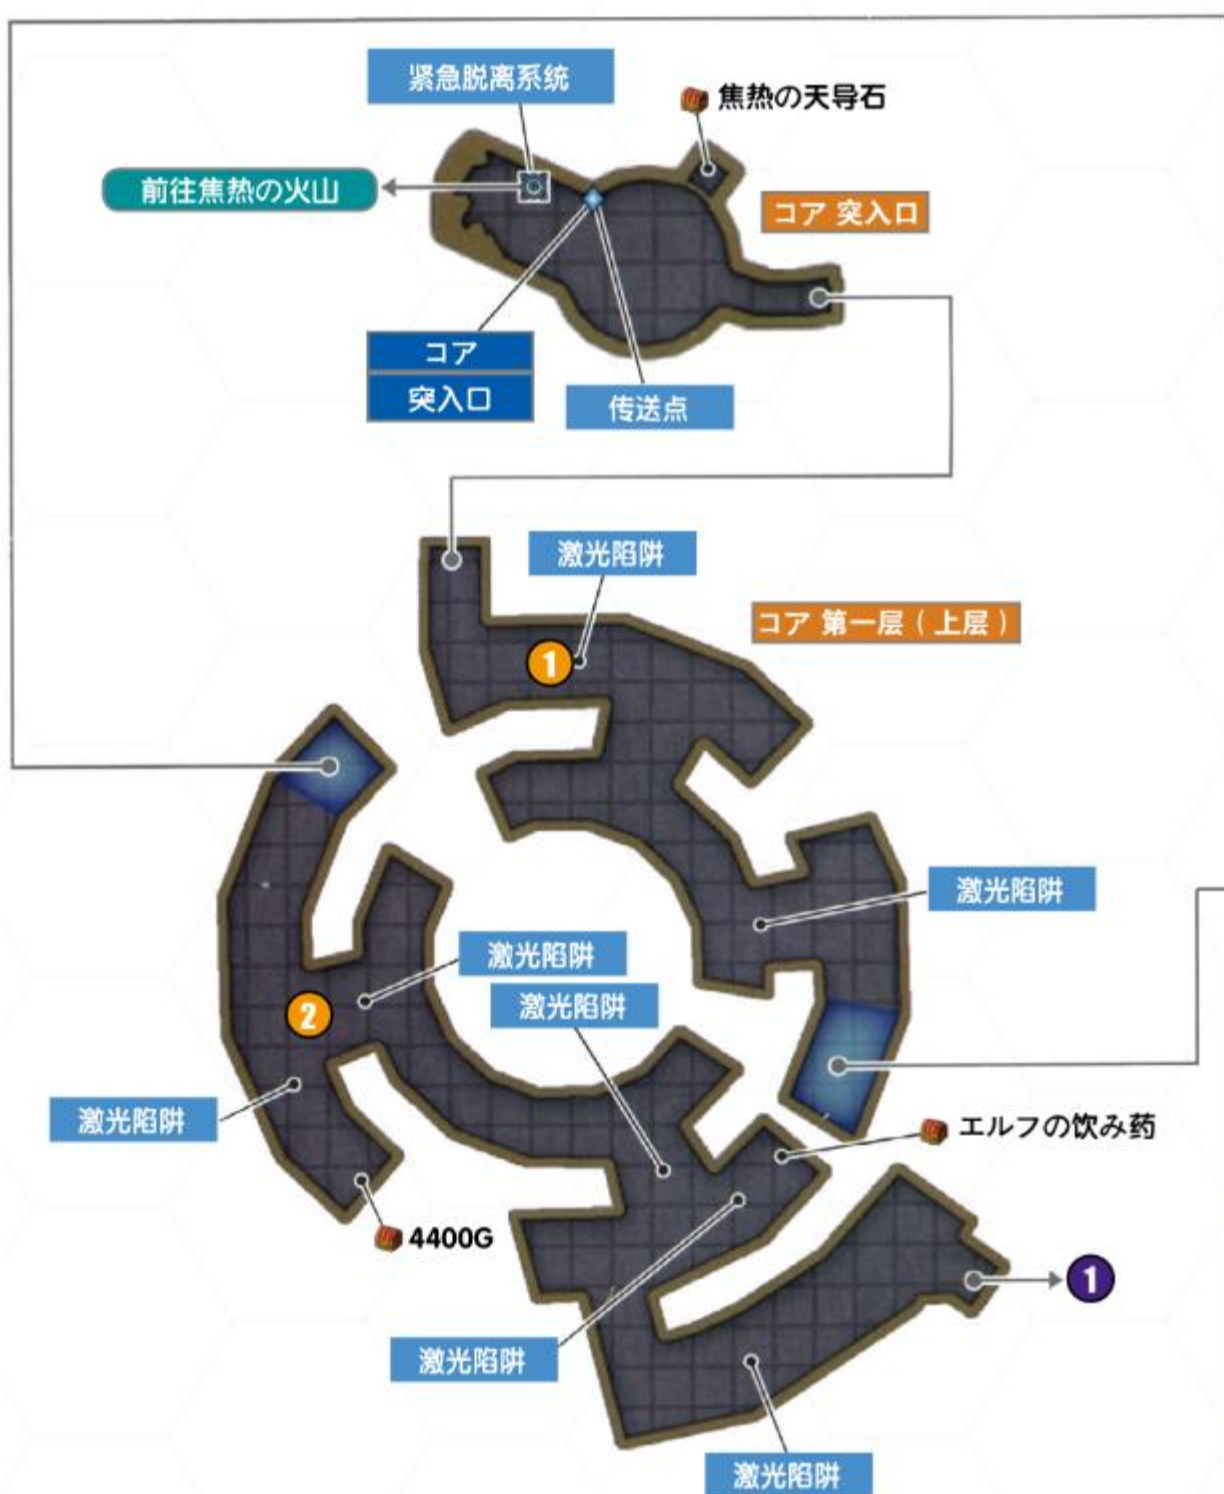 紧急脱离系统
焦热の天导石
前往焦热の火山
コア 突入口
コア
突入口
传送点
激光陷阱
コア 第一层（上层）
1
激光陷阱
激光陷阱
激光陷阱
2
激光陷阱
エルフの饮み药
4400G
1
激光陷阱
激光陷阱